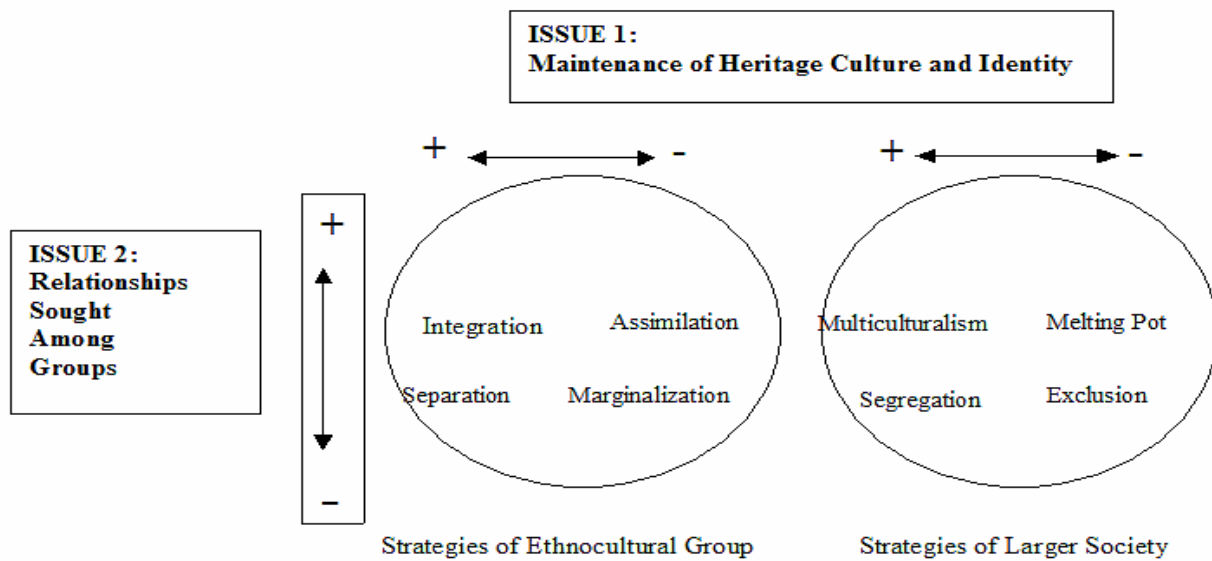 ISSUE 1:
Maintenance of Heritage Culture and Identity
+ -
+ -
+
ISSUE 2:
Relationships
Sought
Among
Groups
Integration Assimilation
Separation Marginalization
Multiculturalism Melting Pot
Segregation Exclusion
-
Strategies of Ethnocultural Group
Strategies of Larger Society